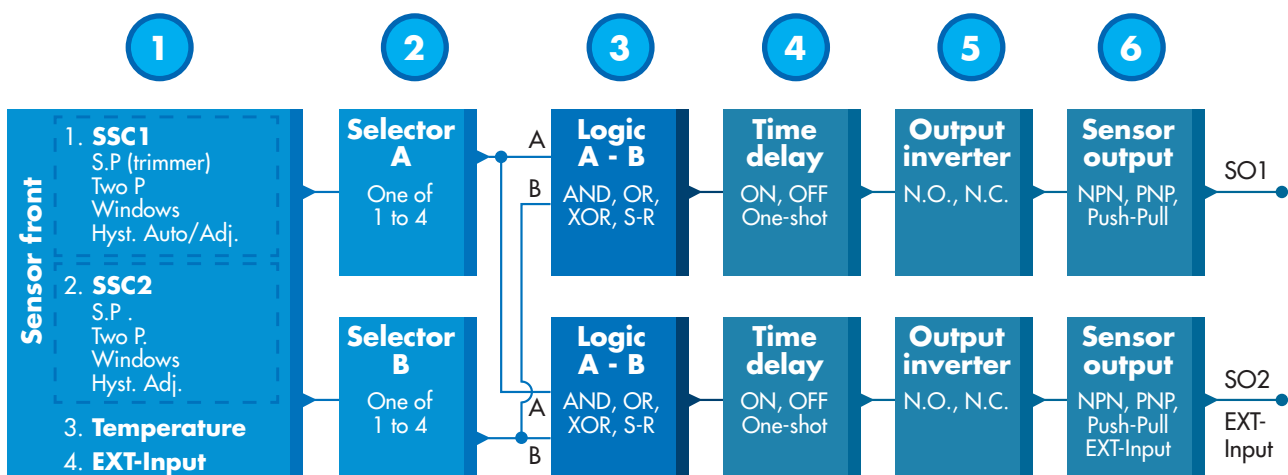 1
2
3
4
5
6
Sensor front
1. SSC1
S.P (trimmer)
Two P
Windows
Hyst. Auto/Adj.
2. SSC2
S.P .
Two P.
Windows
Hyst. Adj.
3. Temperature
4. EXT-Input
Selector
A
One of
1 to 4
A
B
Logic
A - B
AND, OR,
XOR, S-R
Time
delay
ON, OFF
One-shot
Output
inverter
N.O., N.C.
Sensor
output
NPN, PNP,
Push-Pull
SO1
Selector
B
One of
1 to 4
A
B
Logic
A - B
AND, OR,
XOR, S-R
Time
delay
ON, OFF
One-shot
Output
inverter
N.O., N.C.
Sensor
output
NPN, PNP,
Push-Pull
EXT-Input
SO2
EXT-
Input